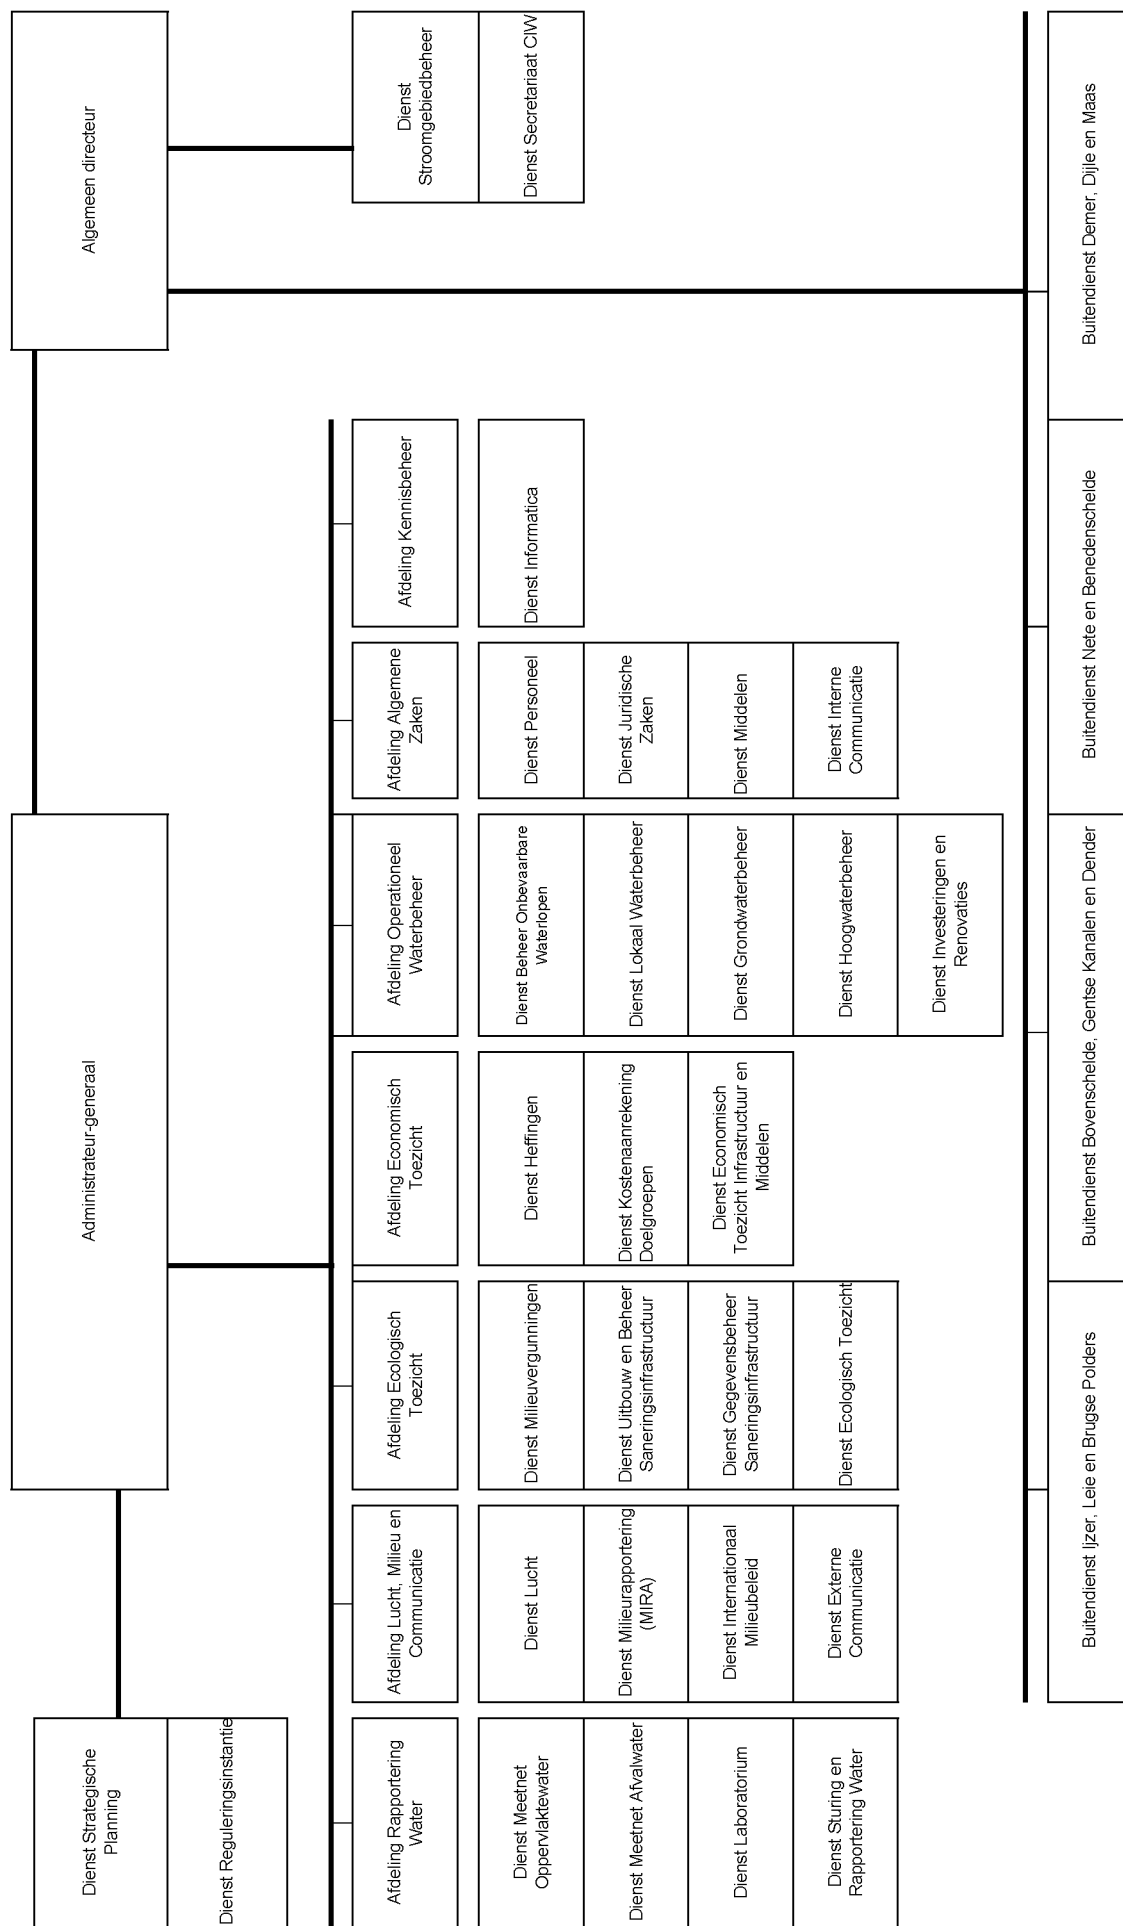 Dienst Strategische
Planning
Dienst Reguleringsinstantie
Administrateur-generaal
Algemeen directeur
Afdeling Rapportering
Water
Dienst Meetnet
Oppervlaktewater
Dienst Meetnet Afvalwater
Dienst Laboratorium
Dienst Sturing en
Rapportering Water
Afdeling Lucht, Milieu en
Communicatie
Dienst Lucht
Dienst Milieurapportering
(MIRA)
Dienst Internationaal
Milieubeleid
Dienst Externe
Communicatie
Afdeling Ecologisch
Toezicht
Dienst Milieuvergunningen
Dienst Uitbouw en Beheer
Saneringsinfrastructuur
Dienst Gegevensbeheer
Saneringsinfrastructuur
Dienst Ecologisch Toezicht
Afdeling Economisch
Toezicht
Dienst Heffingen
Dienst Kostenaanrekening
Doelgroepen
Dienst Economisch
Toezicht Infrastructuur en
Middelen
Afdeling Operationeel
Waterbeheer
Dienst Beheer Onbevaarbare
Waterlopen
Dienst Lokaal Waterbeheer
Dienst Grondwaterbeheer
Dienst Hoogwaterbeheer
Dienst Investeringen en
Renovaties
Afdeling Algemene
Zaken
Dienst Personeel
Dienst Juridische
Zaken
Dienst Middelen
Dienst Interne
Communicatie
Afdeling Kennisbeheer
Dienst Informatica
Dienst
Stroomgebiedbeheer
Dienst Secretariaat CIW
Buitendienst Ijzer, Leie en Brugse Polders
Buitendienst Bovenschelde, Gentse Kanalen en Dender
Buitendienst Nete en Benedenschelde
Buitendienst Demer, Dijle en Maas